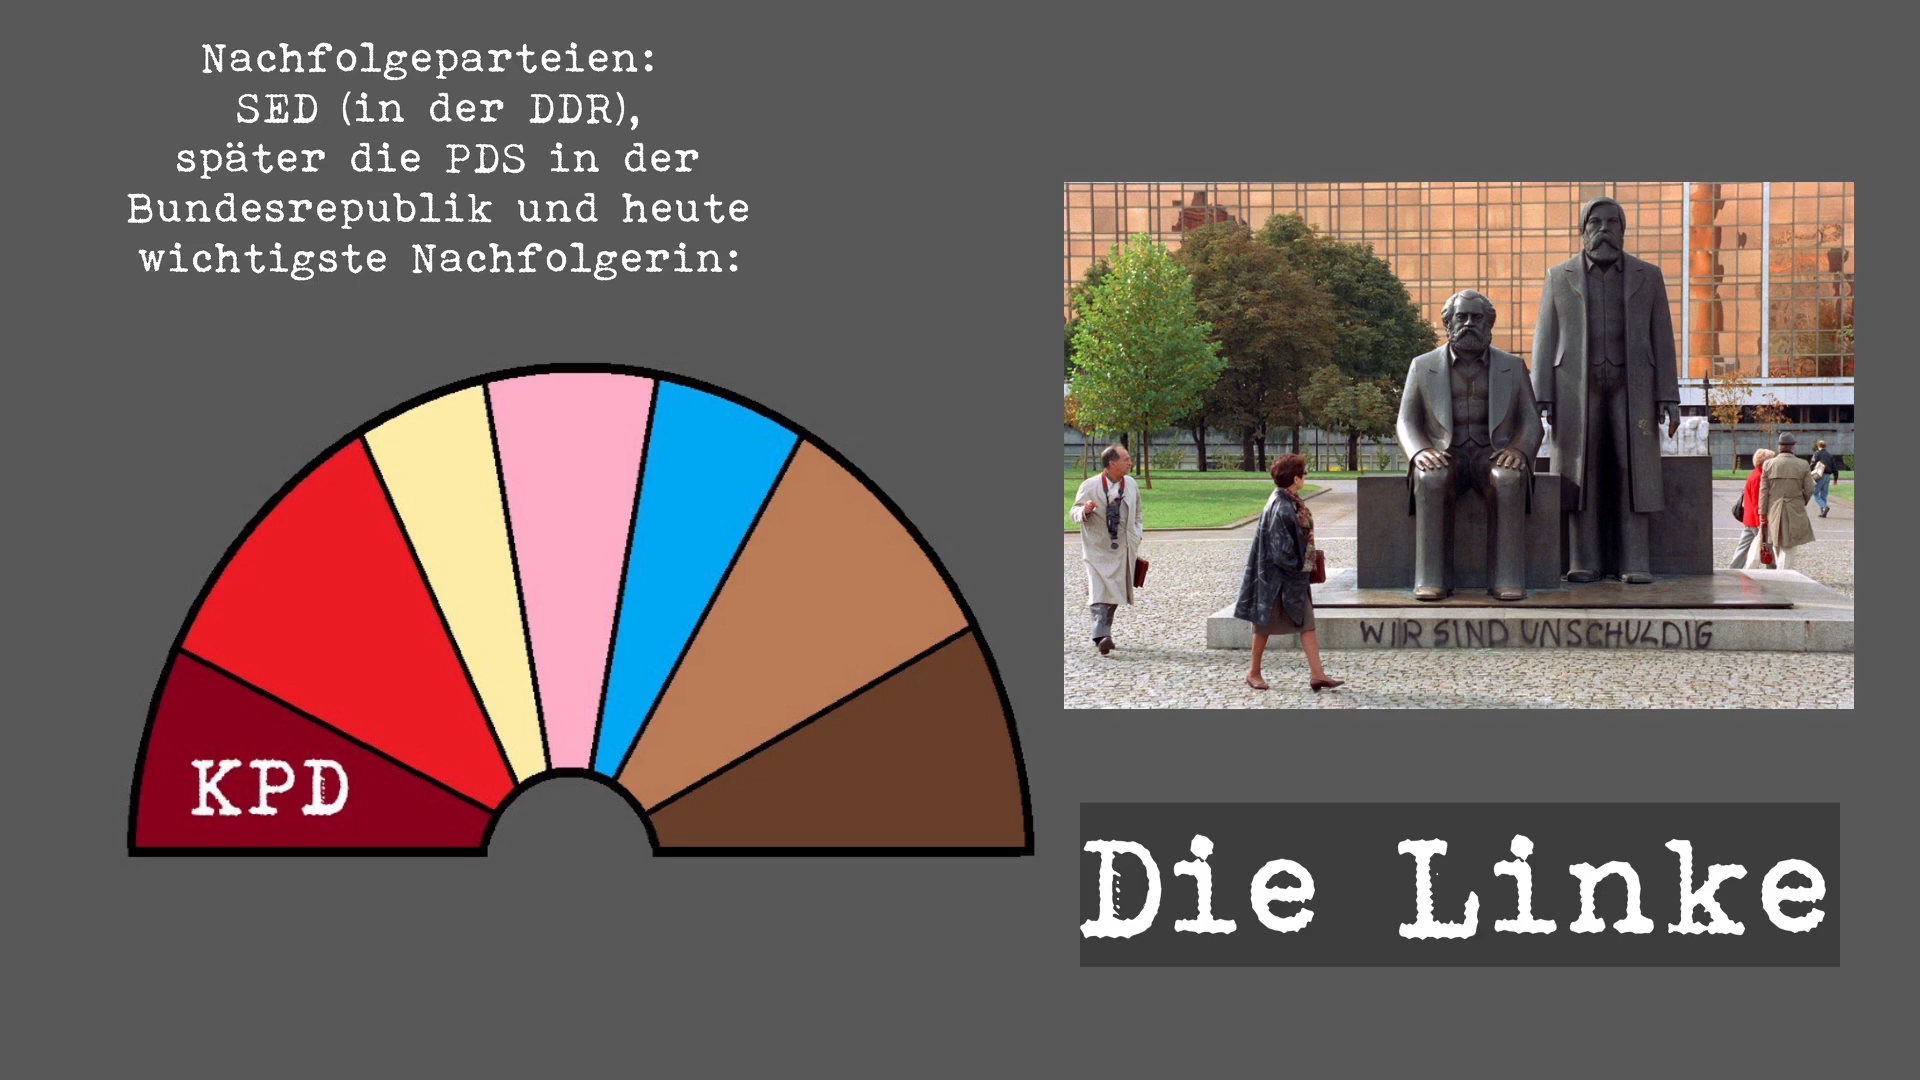 Nachfolgeparteien:
SED (in der DDR),
später die PDS in der
Bundesrepublik und heute
wichtigste Nachfolgerin:
KPD
WIR SIND UNSCHULDIG
Die Linke